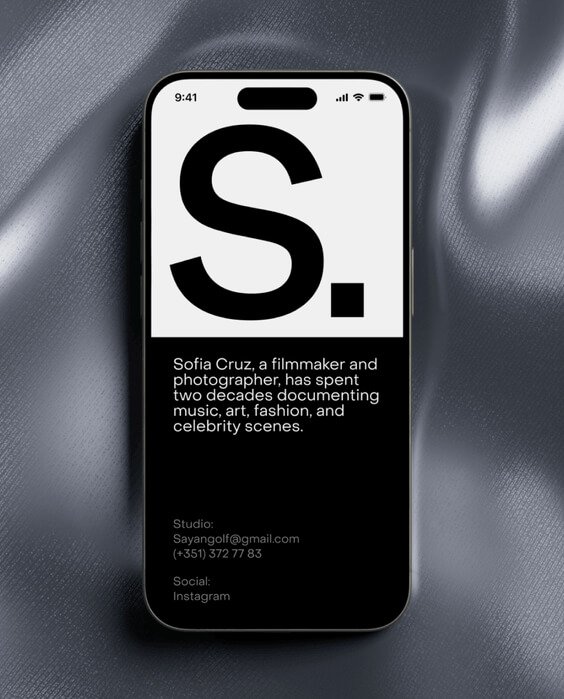 9:41
S.
Sofia Cruz, a filmmaker and
photographer, has spent
two decades documenting
music, art, fashion, and
celebrity scenes.
Studio:
Sayangolf@gmail.com
(+351) 372 77 83
Social:
Instagram